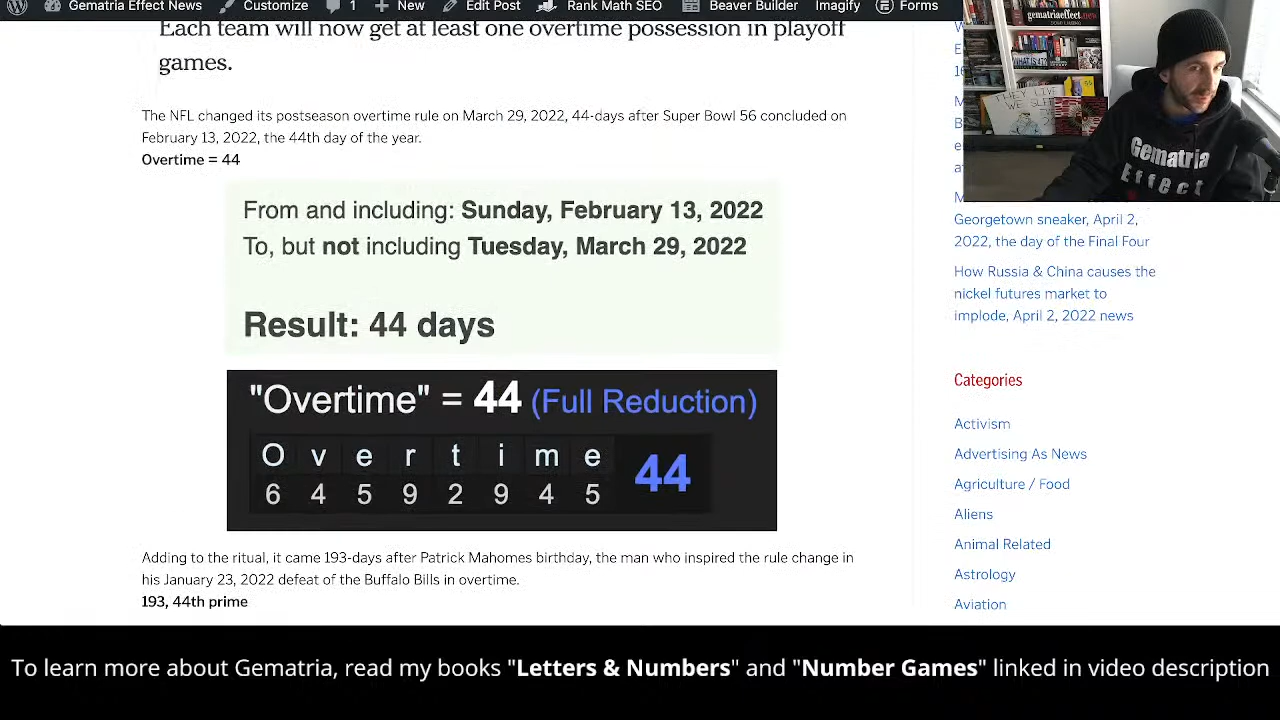 Gematria Effect News Customize 1 New Edit Post Rank Math SEO Beaver Builder Imagify Forms
Each team will now get at least one overtime possession in playoff
games.
The NFL changed its postseason overtime rule on March 29, 2022, 44-days after Super Bowl 56 concluded on
February 13, 2022, the 44th day of the year.
Overtime = 44
From and including: Sunday, February 13, 2022
To, but not including Tuesday, March 29, 2022
Result: 44 days
"Overtime" = 44 (Full Reduction)
O v e r t i m e
6 4 5 9 2 9 4 5
44
Adding to the ritual, it came 193-days after Patrick Mahomes birthday, the man who inspired the rule change in
his January 23, 2022 defeat of the Buffalo Bills in overtime.
193, 44th prime
gematriaeffect.news
THEY LIVE
WE SLEEP
Gematria
Effect
Georgetown sneaker, April 2,
2022, the day of the Final Four
How Russia & China causes the
nickel futures market to
implode, April 2, 2022 news
Categories
Activism
Advertising As News
Agriculture / Food
Aliens
Animal Related
Astrology
Aviation
To learn more about Gematria, read my books "Letters & Numbers" and "Number Games" linked in video description